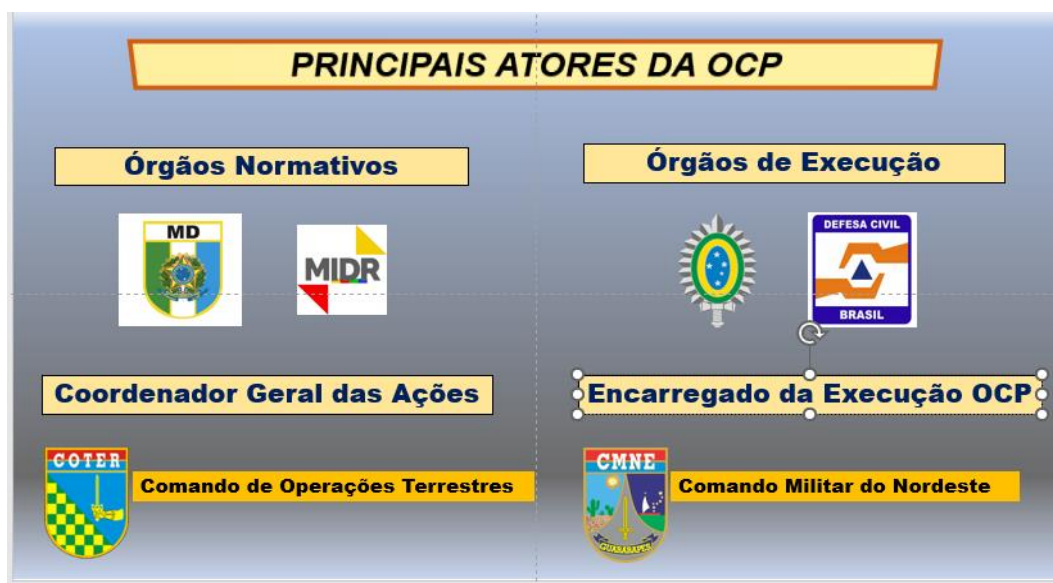 PRINCIPAIS ATORES DA OCP
Órgãos Normativos
MD
MIDR
Órgãos de Execução
DEFESA CIVIL
BRASIL
Coordenador Geral das Ações
COTER
Comando de Operações Terrestres
Encarregado da Execução OCP
CMNE
GUARARAPES
Comando Militar do Nordeste